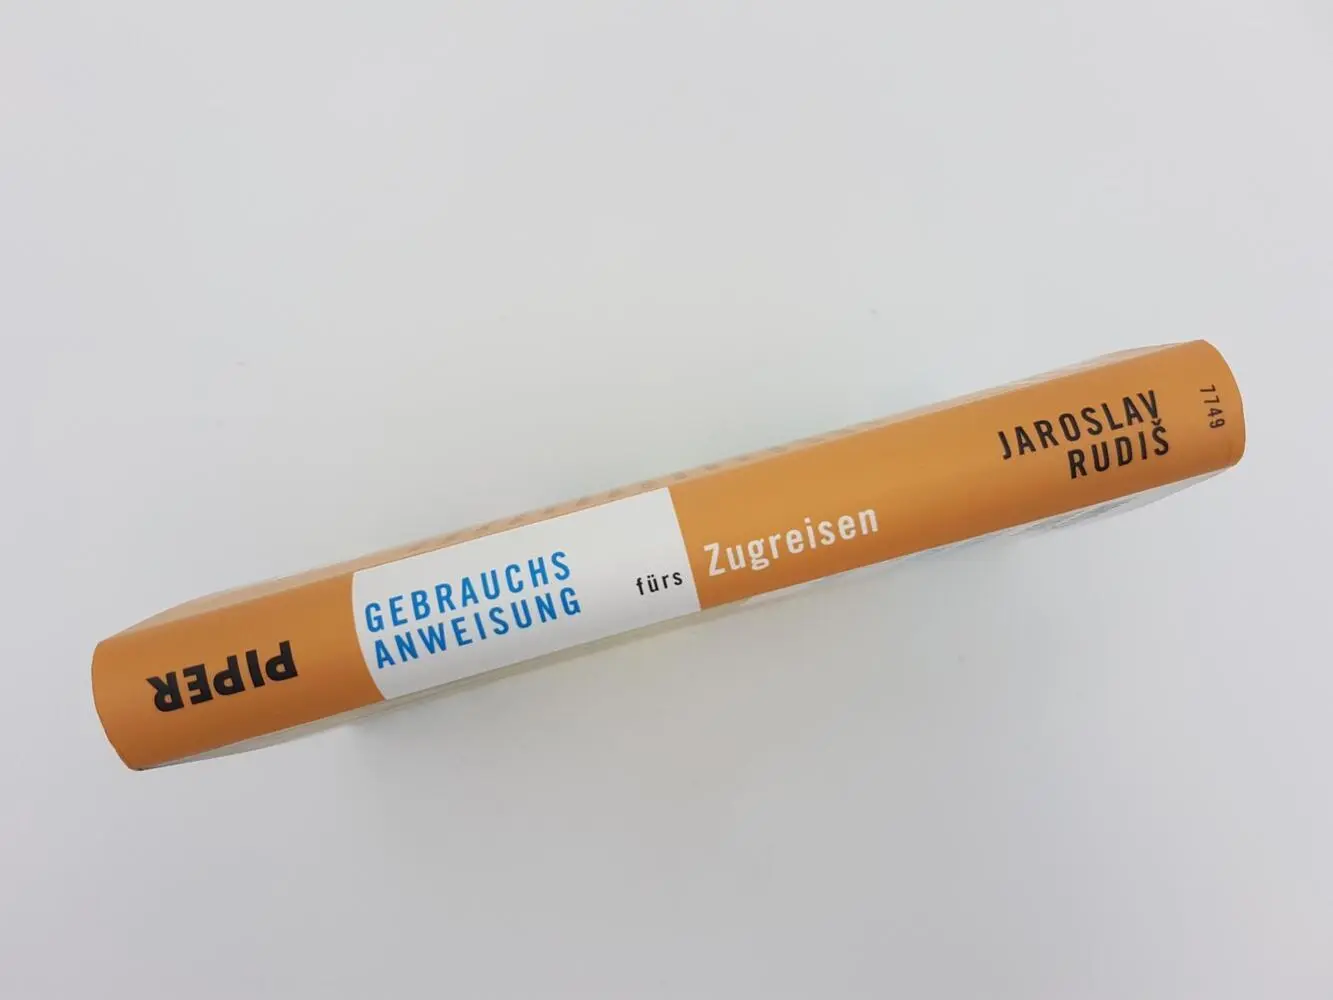 PIPER
GEBRAUCHS
ANWEISUNG
fürs
Zugreisen
JAROSLAV
RUDIŠ
7749